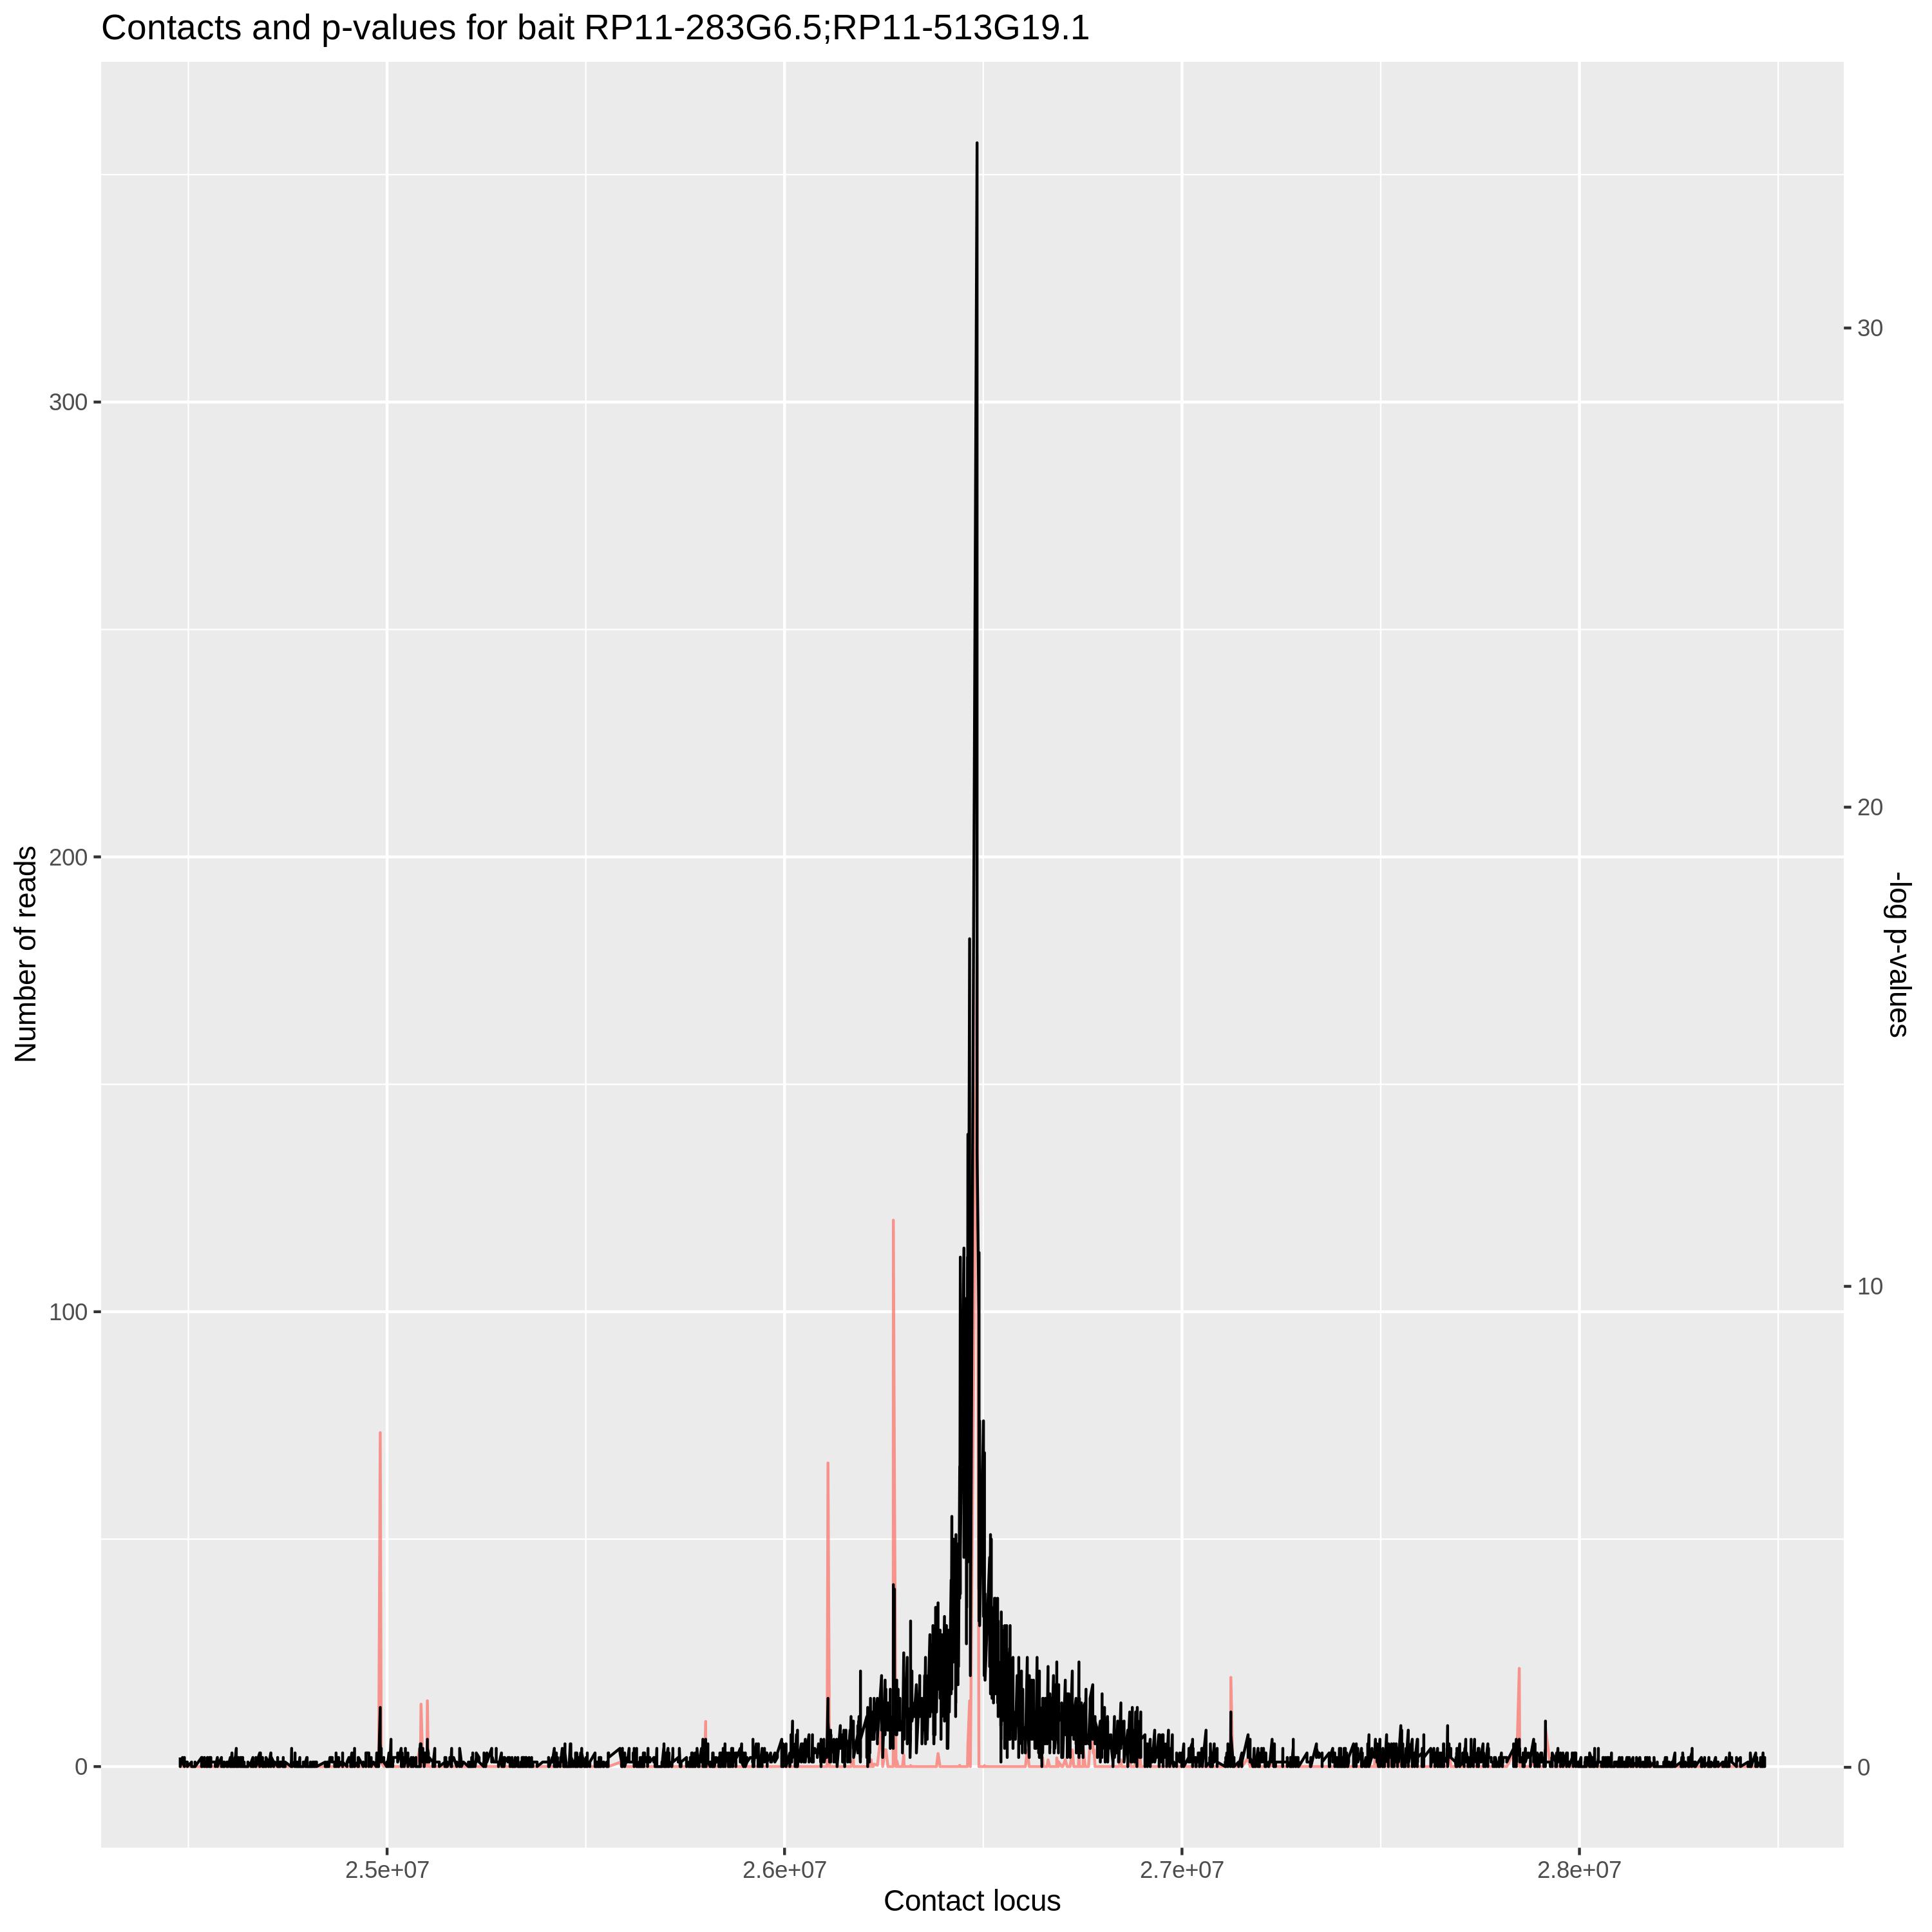 Contacts and p-values for bait RP11-283G6.5;RP11-513G19.1
Number of reads
300
200
100
0
30
20
10
0
-log p-values
2.5e+07
2.6e+07
2.7e+07
2.8e+07
Contact locus